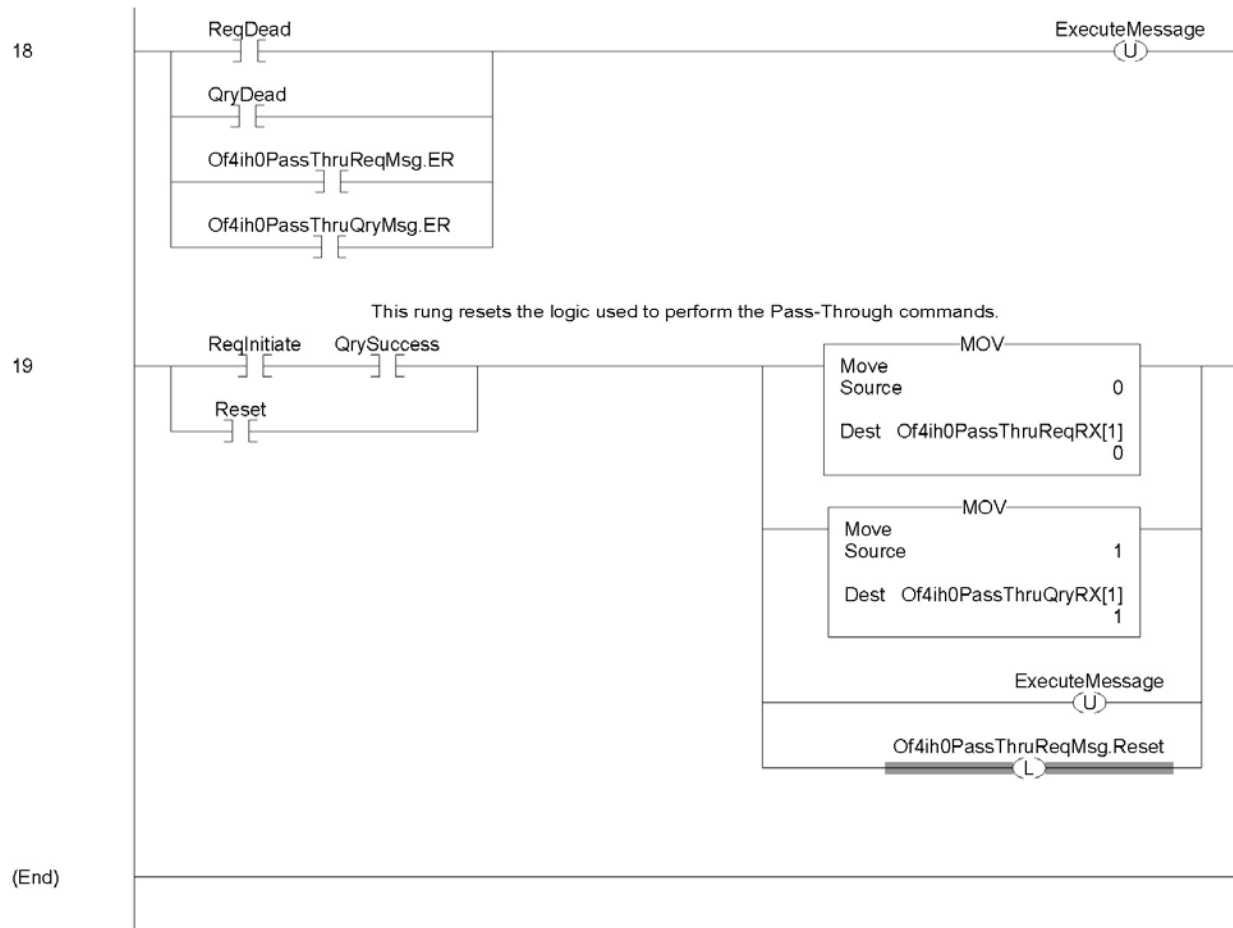 18
ReqDead
ExecuteMessage
U
QryDead
Of4ih0PassThruReqMsg.ER
Of4ih0PassThruQryMsg.ER
This rung resets the logic used to perform the Pass-Through commands.
19
ReqInitiate QrySuccess
Reset
MOV
Move
Source 0
Dest Of4ih0PassThruReqRX[1]
0
MOV
Move
Source 1
Dest Of4ih0PassThruQryRX[1]
1
ExecuteMessage
U
Of4ih0PassThruReqMsg.Reset
L
(End)